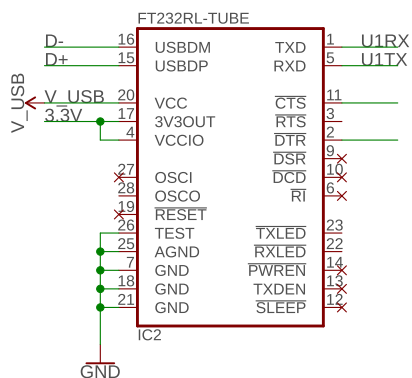 FT232RL-TUBE
D- 16 USBDM TXD 1 U1RX
D+ 15 USBDP RXD 5 U1TX
V_USB V_USB 20 VCC CTS 11
3.3V 17 3V3OUT RTS 3
4 VCCIO DTR 2
DSR 9
27 OSCI DCD 10
28 OSCO RI 6
19 RESET
26 TEST TXLED 23
25 AGND RXLED 22
7 GND PWREN 14
18 GND TXDEN 13
21 GND SLEEP 12
IC2
GND